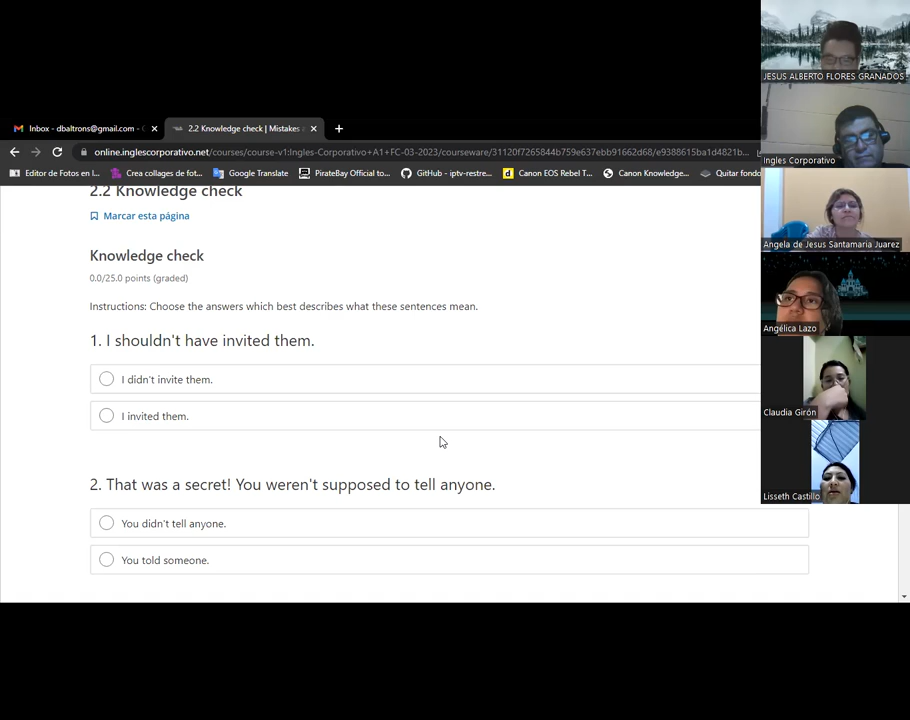 Inbox - dbaltrons@gmail.com -
2.2 Knowledge check | Mistakes
online.inglescorporativo.net/courses/course-v1:Ingles-Corporativo+A1+FC-03-2023/courseware/31120f7265844b759e637ebb91662d68/e9388615ba1d4821b...
Editor de Fotos en l... Crea collages de fot... Google Translate PirateBay Official to... GitHub - iptv-restre... Canon EOS Rebel T... Canon Knowledge... Quitar fondo
2.2 Knowledge check
Marcar esta página
Knowledge check
0.0/25.0 points (graded)
Instructions: Choose the answers which best describes what these sentences mean.
1. I shouldn't have invited them.
I didn't invite them.
I invited them.
2. That was a secret! You weren't supposed to tell anyone.
You didn't tell anyone.
You told someone.
JESUS ALBERTO FLORES GRANADOS
Ingles Corporativo
Angela de Jesus Santamaria Juarez
Angélica Lazo
Claudia Girón
Lisseth Castillo